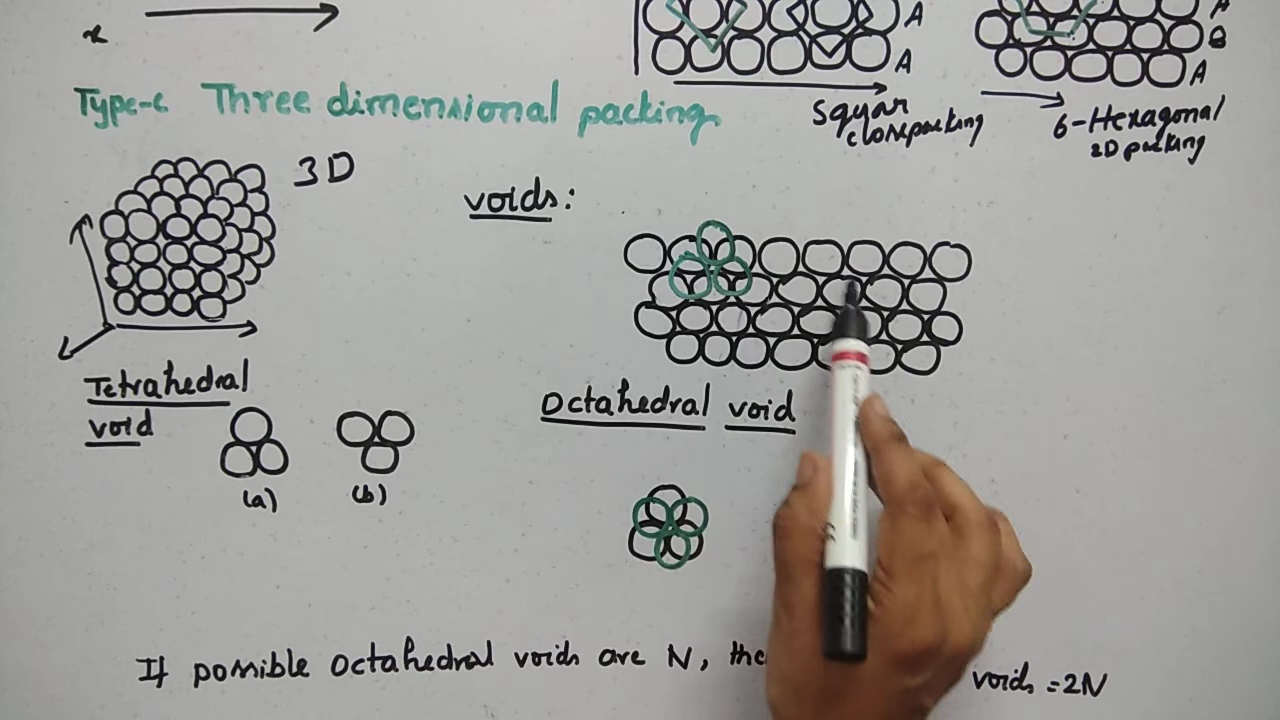 x
A
A
A
B
A
Squar
closepacking
6-Hexagonal
2D packing
Type-c Three dimensional packing
3D
voids:
Tetrahedral
void
(a) (b)
Octahedral void
If possible octahedral voids are N, the
voids = 2N